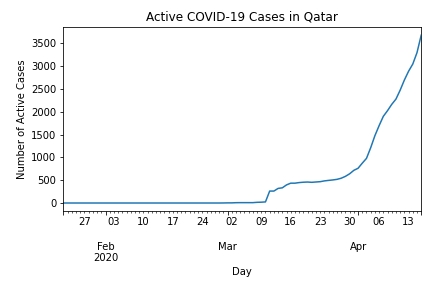 Active COVID-19 Cases in Qatar
Number of Active Cases
3500
3000
2500
2000
1500
1000
500
0
27 03 10 17 24 02 09 16 23 30 06 13
Feb Mar Apr
2020
Day